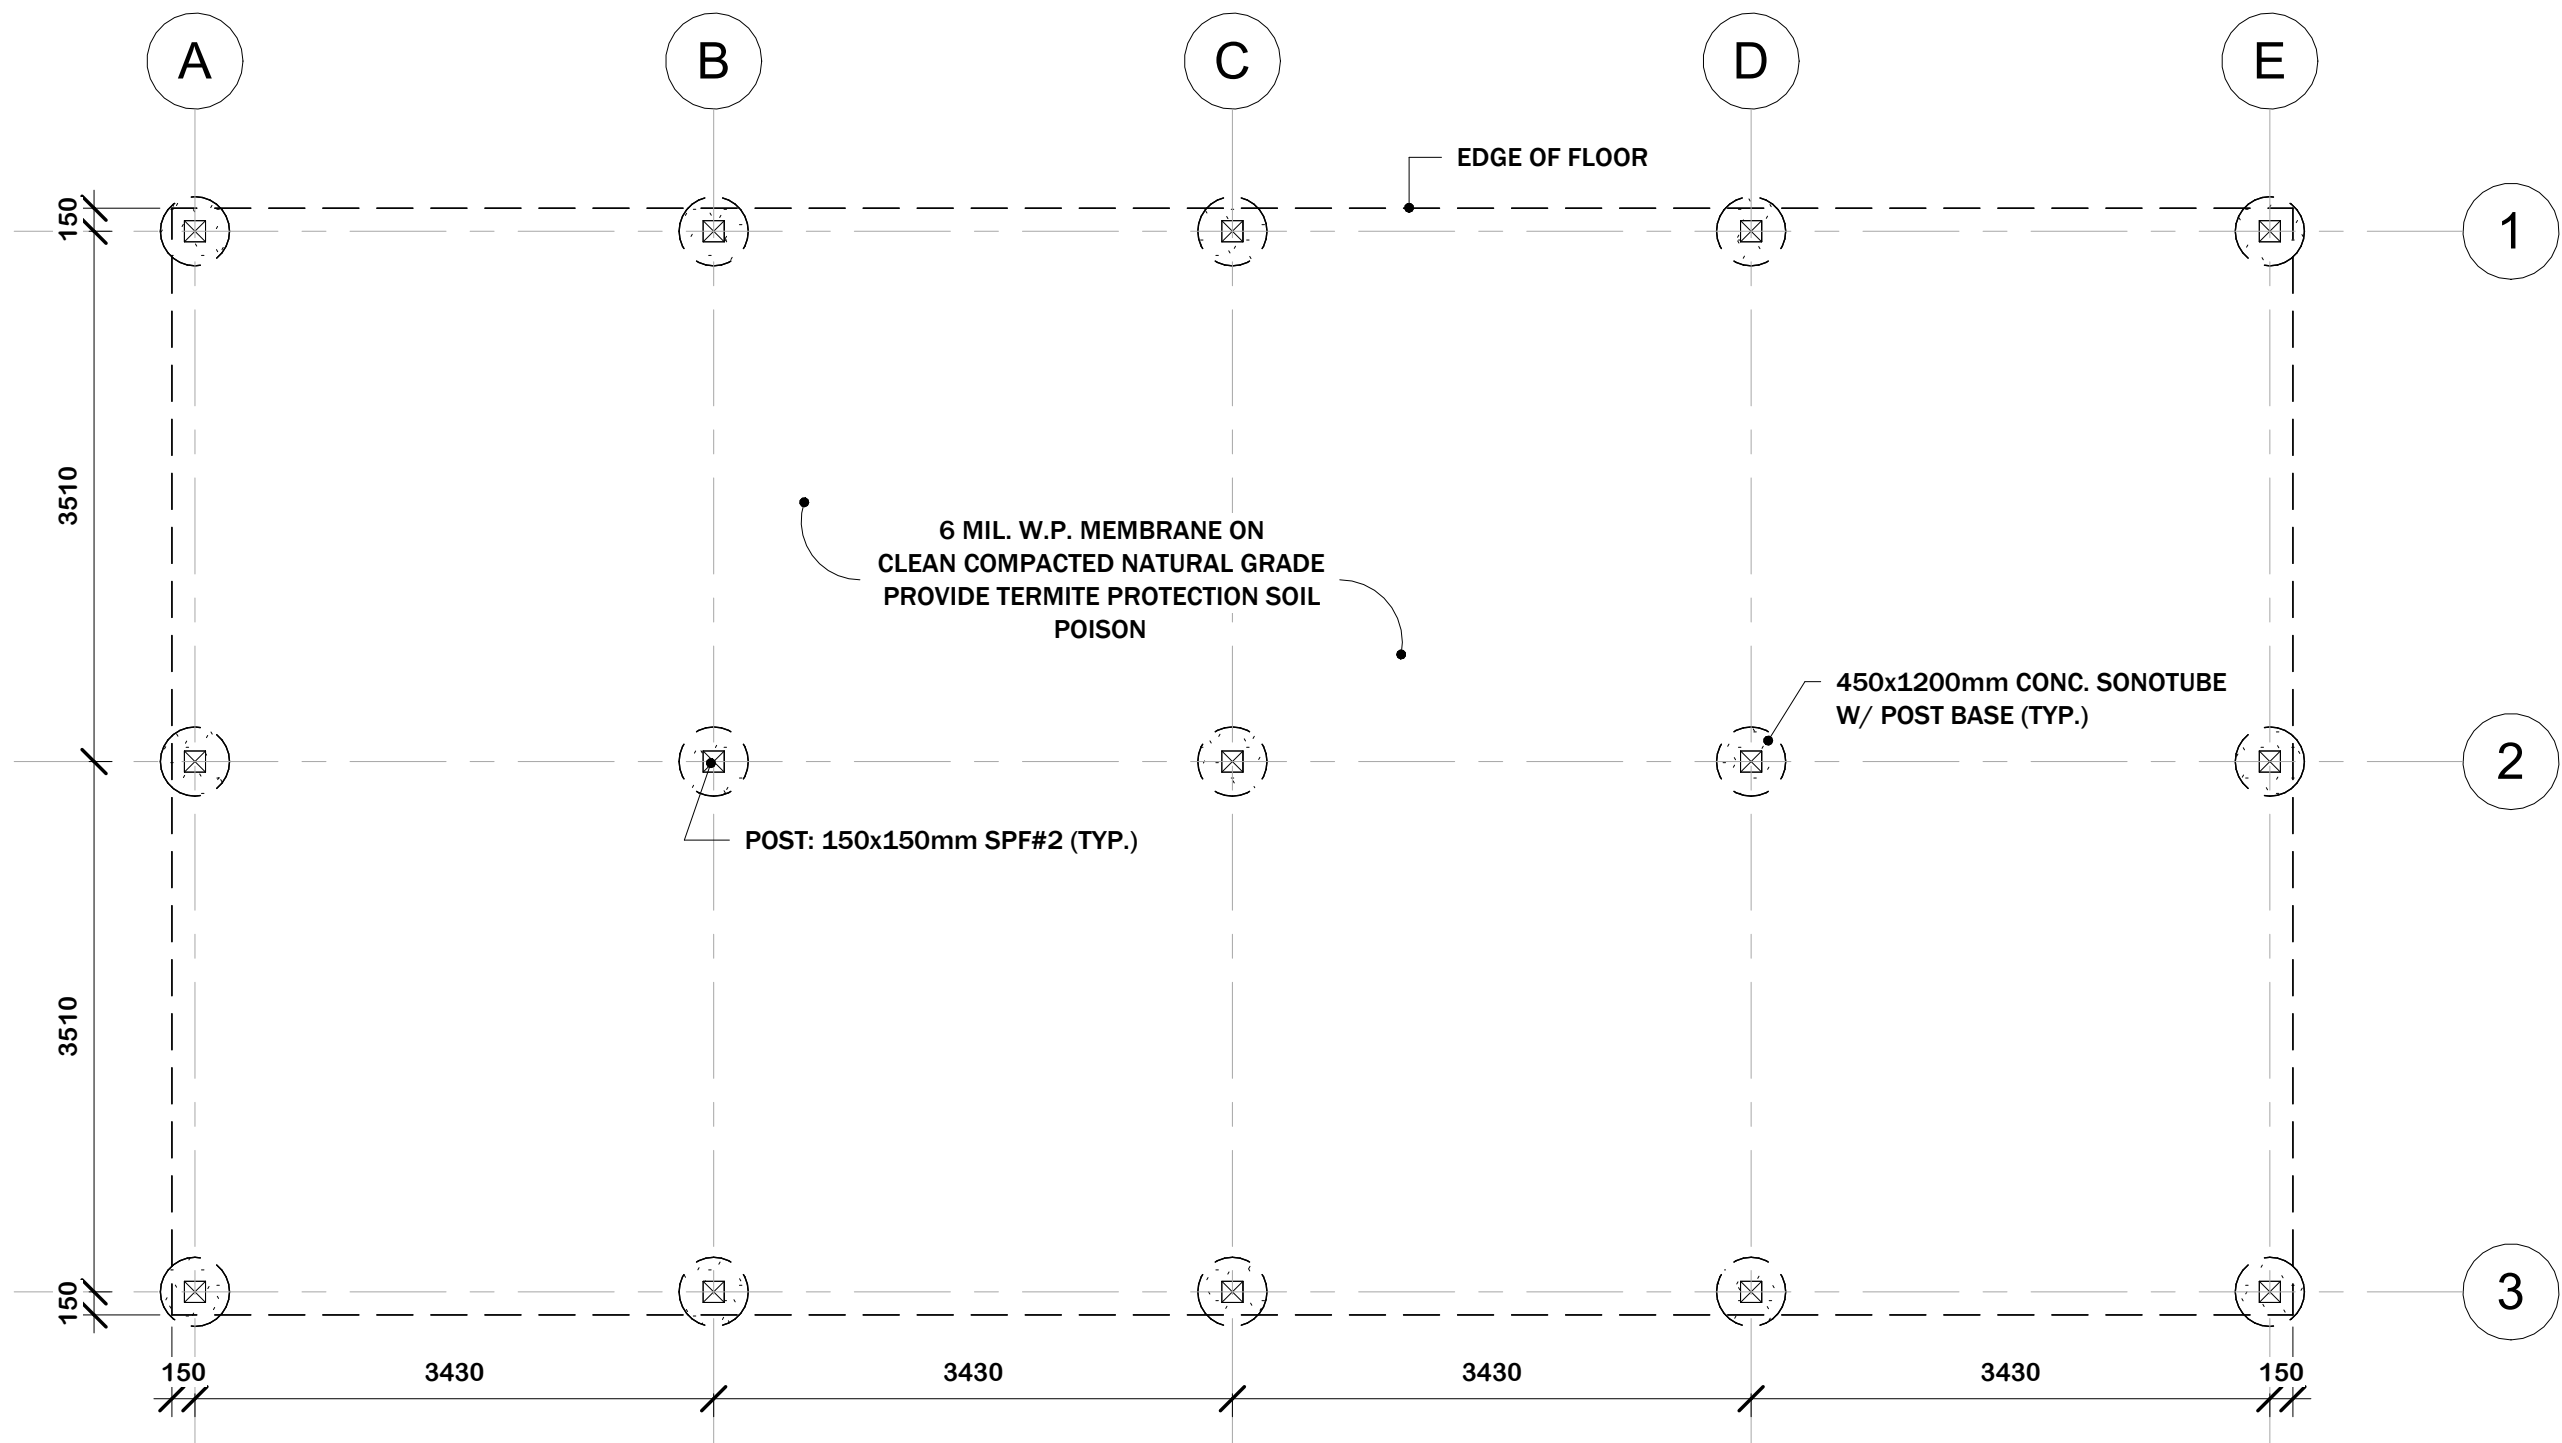 A
B
C
D
E
EDGE OF FLOOR
150
1
3510
6 MIL. W.P. MEMBRANE ON
CLEAN COMPACTED NATURAL GRADE
PROVIDE TERMITE PROTECTION SOIL
POISON
450x1200mm CONC. SONOTUBE
W/ POST BASE (TYP.)
2
POST: 150x150mm SPF#2 (TYP.)
3510
150
3
150
3430
3430
3430
3430
150